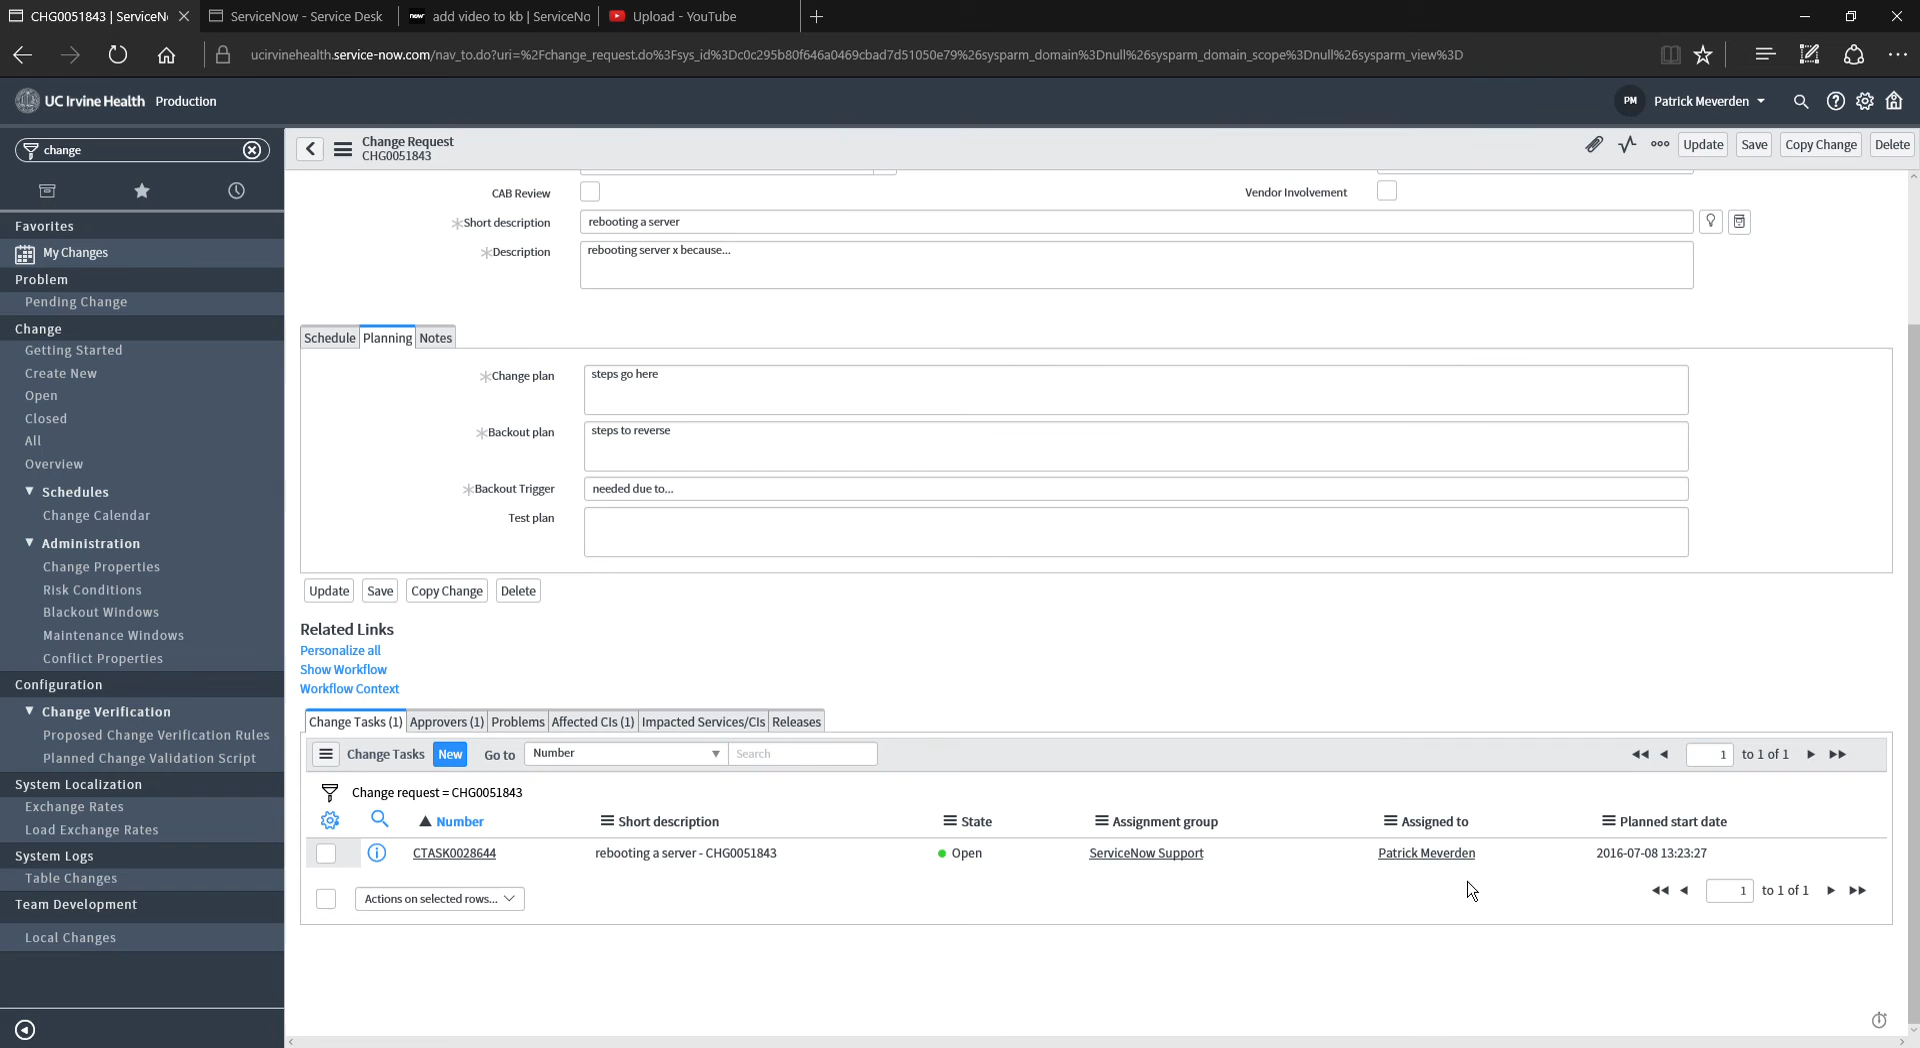 CHG0051843 | ServiceN
ServiceNow - Service Desk
now add video to kb | ServiceNo
Upload - YouTube
ucirvinehealth.service-now.com/nav_to.do?uri=%2Fchange_request.do%3Fsys_id%3Dc0c295b80f646a0469cbad7d51050e79%26sysparm_domain%3Dnull%26sysparm_domain_scope%3Dnull%26sysparm_view%3D
UC Irvine Health Production
PM Patrick Meverden
change
Change Request
CHG0051843
Update
Save
Copy Change
Delete
Favorites
My Changes
Problem
Pending Change
Change
Getting Started
Create New
Open
Closed
All
Overview
Schedules
Change Calendar
Administration
Change Properties
Risk Conditions
Blackout Windows
Maintenance Windows
Conflict Properties
Configuration
Change Verification
Proposed Change Verification Rules
Planned Change Validation Script
System Localization
Exchange Rates
Load Exchange Rates
System Logs
Table Changes
Team Development
Local Changes
CAB Review
Vendor Involvement
Short description rebooting a server
Description rebooting server x because...
Schedule Planning Notes
Change plan steps go here
Backout plan steps to reverse
Backout Trigger needed due to...
Test plan
Update Save Copy Change Delete
Related Links
Personalize all
Show Workflow
Workflow Context
Change Tasks (1) Approvers (1) Problems Affected CIs (1) Impacted Services/CIs Releases
Change Tasks New Go to Number Search 1 to 1 of 1
Change request = CHG0051843
Number Short description State Assignment group Assigned to Planned start date
CTASK0028644 rebooting a server - CHG0051843 Open ServiceNow Support Patrick Meverden 2016-07-08 13:23:27
Actions on selected rows... 1 to 1 of 1